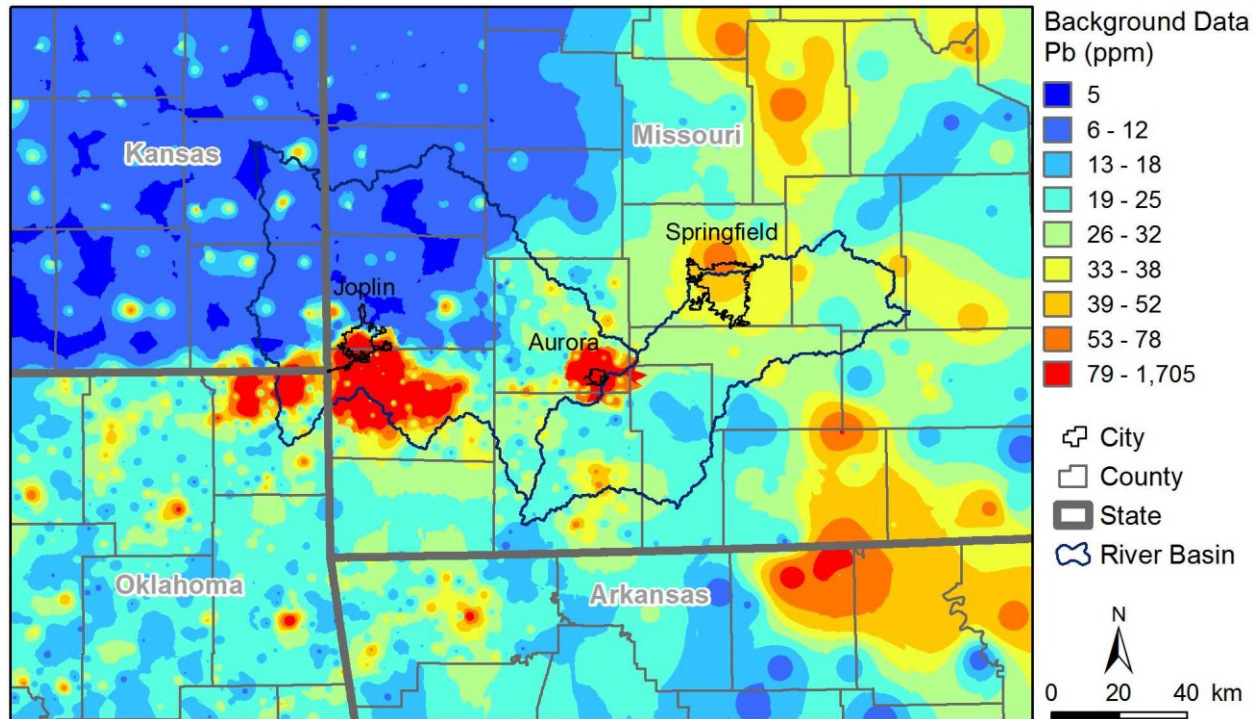 Kansas
Missouri
Springfield
Joplin
Aurora
Oklahoma
Arkansas
Background Data
Pb (ppm)
5
6 - 12
13 - 18
19 - 25
26 - 32
33 - 38
39 - 52
53 - 78
79 - 1,705
City
County
State
River Basin
N
0 20 40 km